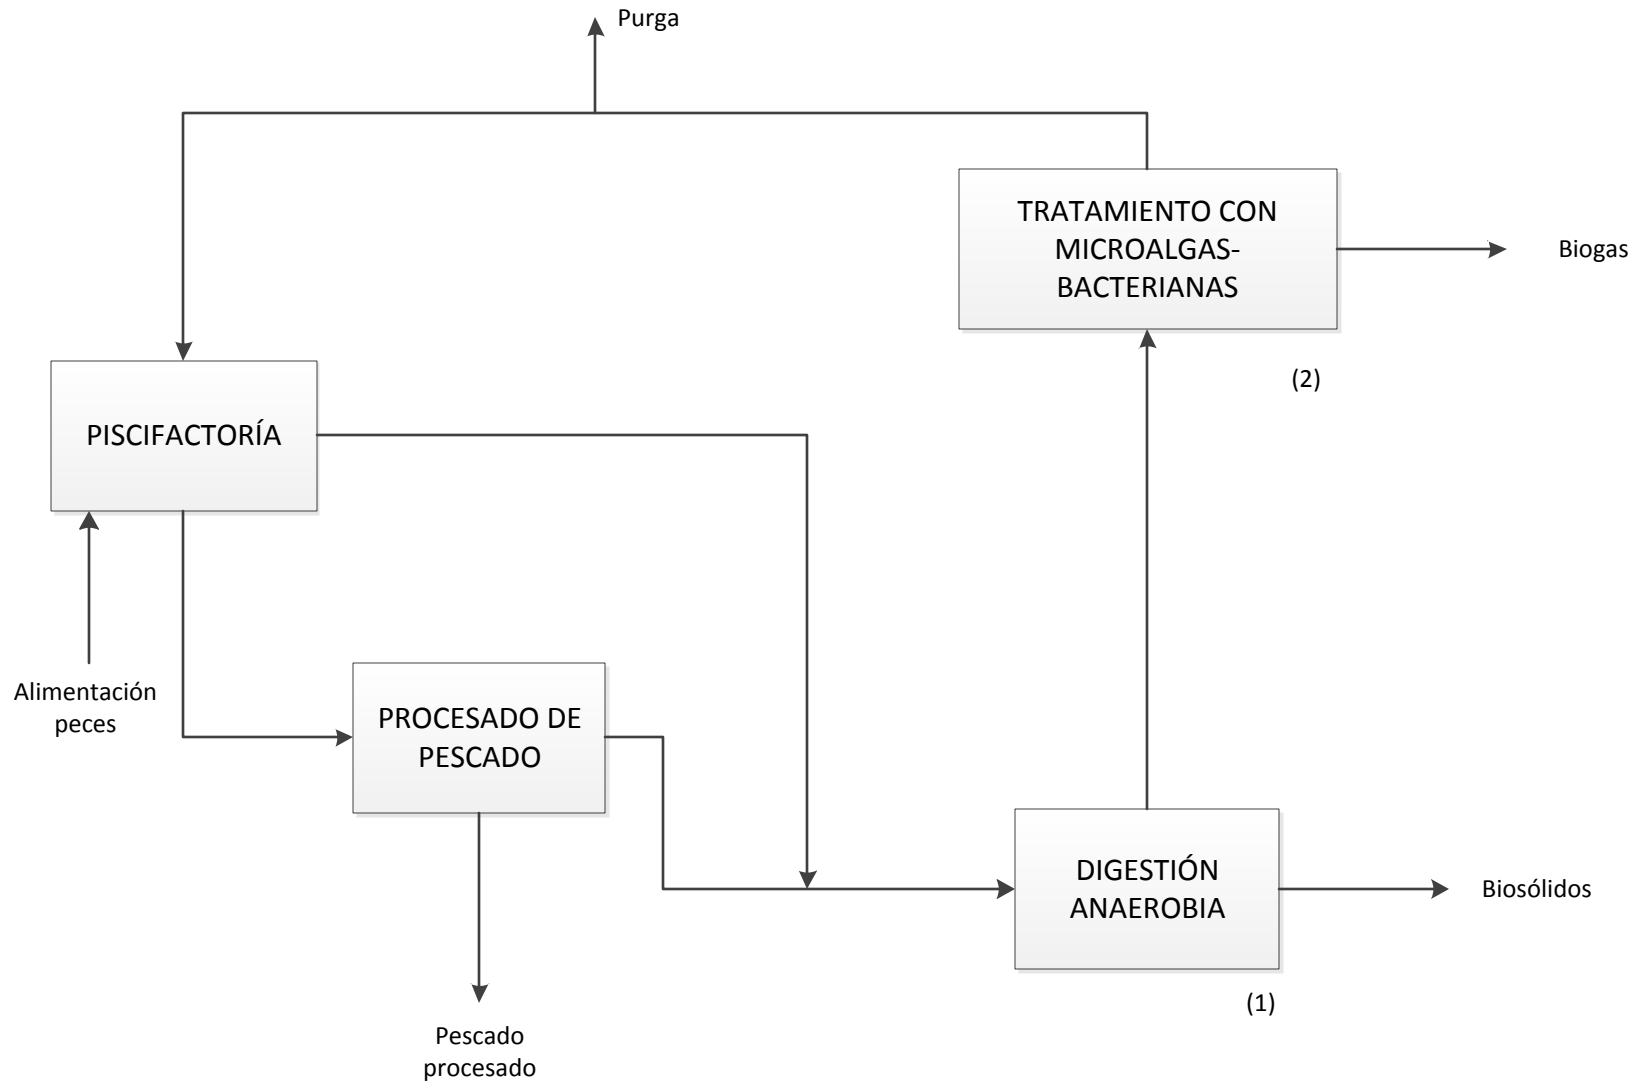 Purga
TRATAMIENTO CON
MICROALGAS-
BACTERIANAS
Biogas
(2)
PISCIFACTORÍA
Alimentación
peces
PROCESADO DE
PESCADO
DIGESTIÓN
ANAEROBIA
Biosólidos
(1)
Pescado
procesado